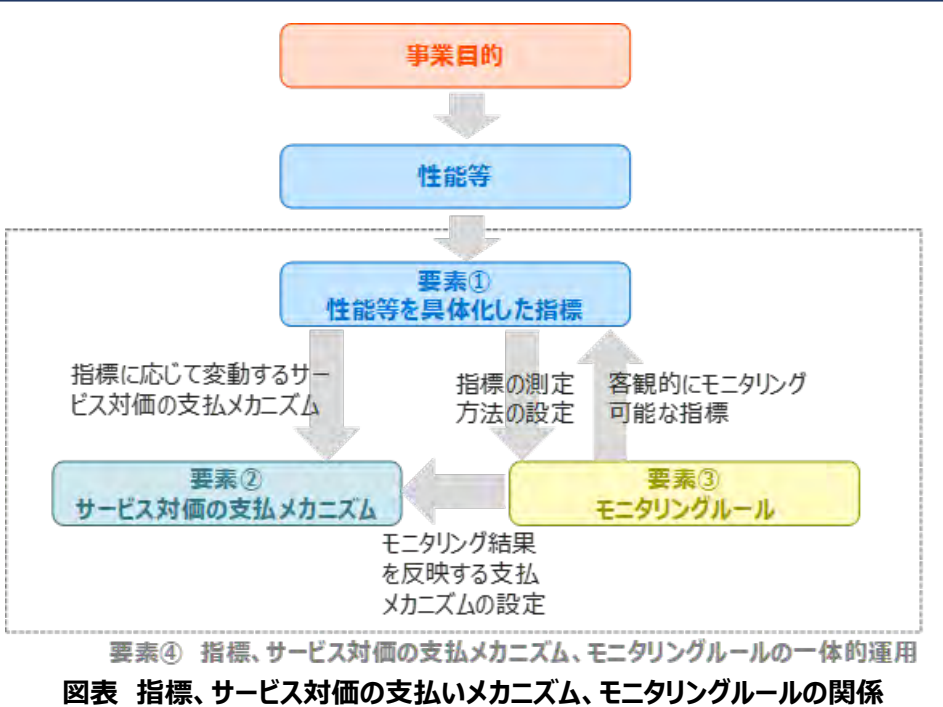 事業目的
性能等
要素①
性能等を具体化した指標
指標に応じて変動するサー
ビス対価の支払メカニズム
指標の測定
方法の設定
客観的にモニタリング
可能な指標
要素②
サービス対価の支払メカニズム
要素③
モニタリングルール
モニタリング結果
を反映する支払
メカニズムの設定
要素④ 指標、サービス対価の支払メカニズム、モニタリングルールの一体的運用
図表 指標、サービス対価の支払いメカニズム、モニタリングルールの関係